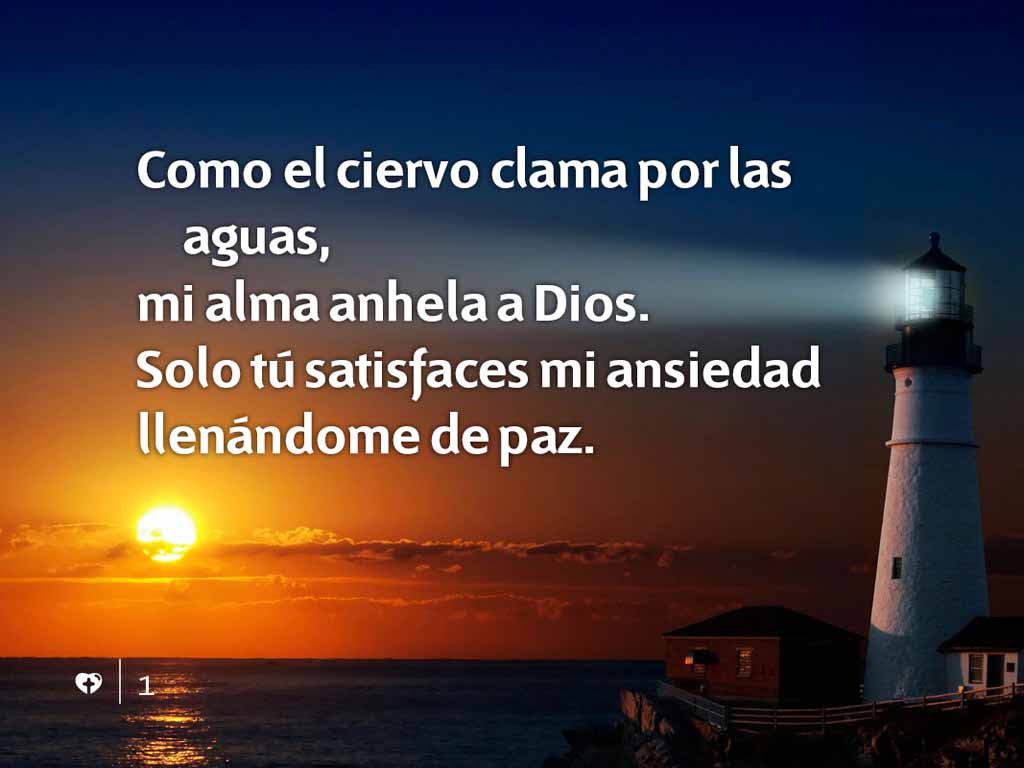 Como el ciervo clama por las
aguas,
mi alma anhela a Dios.
Solo tú satisfaces mi ansiedad
llenándome de paz.
1